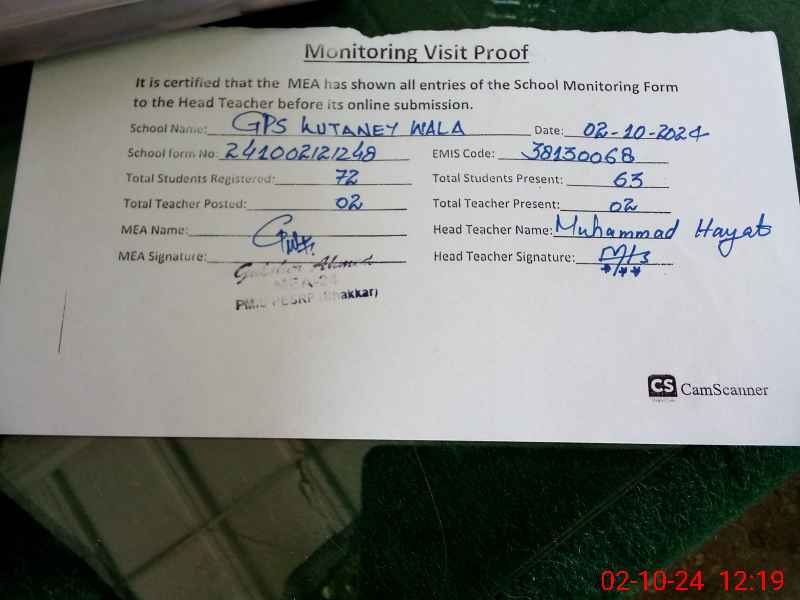 Monitoring Visit Proof
It is certified that the MEA has shown all entries of the School Monitoring Form
to the Head Teacher before its online submission.
School Name: GPS KUTANEY WALA Date: 02-10-2024
School form No: 241002121248 EMIS Code: 38130068
Total Students Registered: 72 Total Students Present: 63
Total Teacher Posted: 02 Total Teacher Present: 02
MEA Name: Head Teacher Name: Muhammad Hayat
MEA Signature: Head Teacher Signature:
MEA-24
PESRP (Bhakkar)
CS CamScanner
02-10-24 12:19